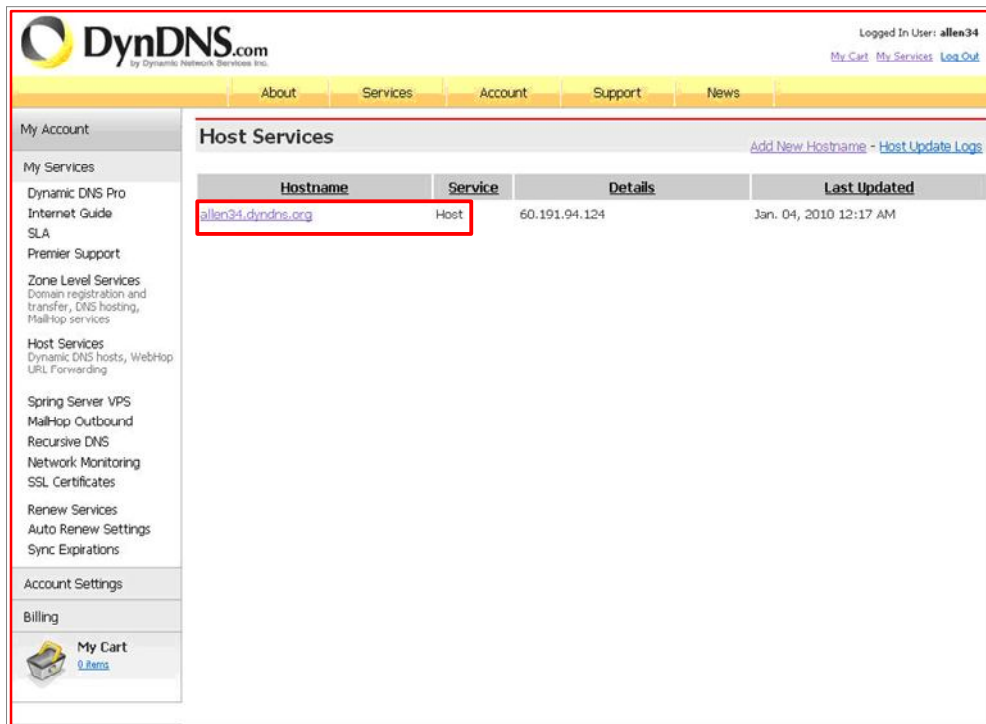 DynDNS.com
by Dynamic Network Services Inc.
Logged In User: allen34
My Cart My Services Log Out
About Services Account Support News
My Account
My Services
Dynamic DNS Pro
Internet Guide
SLA
Premier Support
Zone Level Services
Domain registration and
transfer, DNS hosting,
MailHop services
Host Services
Dynamic DNS hosts, WebHop
URL Forwarding
Spring Server VPS
MailHop Outbound
Recursive DNS
Network Monitoring
SSL Certificates
Renew Services
Auto Renew Settings
Sync Expirations
Account Settings
Billing
My Cart
0 items
Host Services
Add New Hostname - Host Update Logs
Hostname Service Details Last Updated
allen34.dyndns.org Host 60.191.94.124 Jan. 04, 2010 12:17 AM